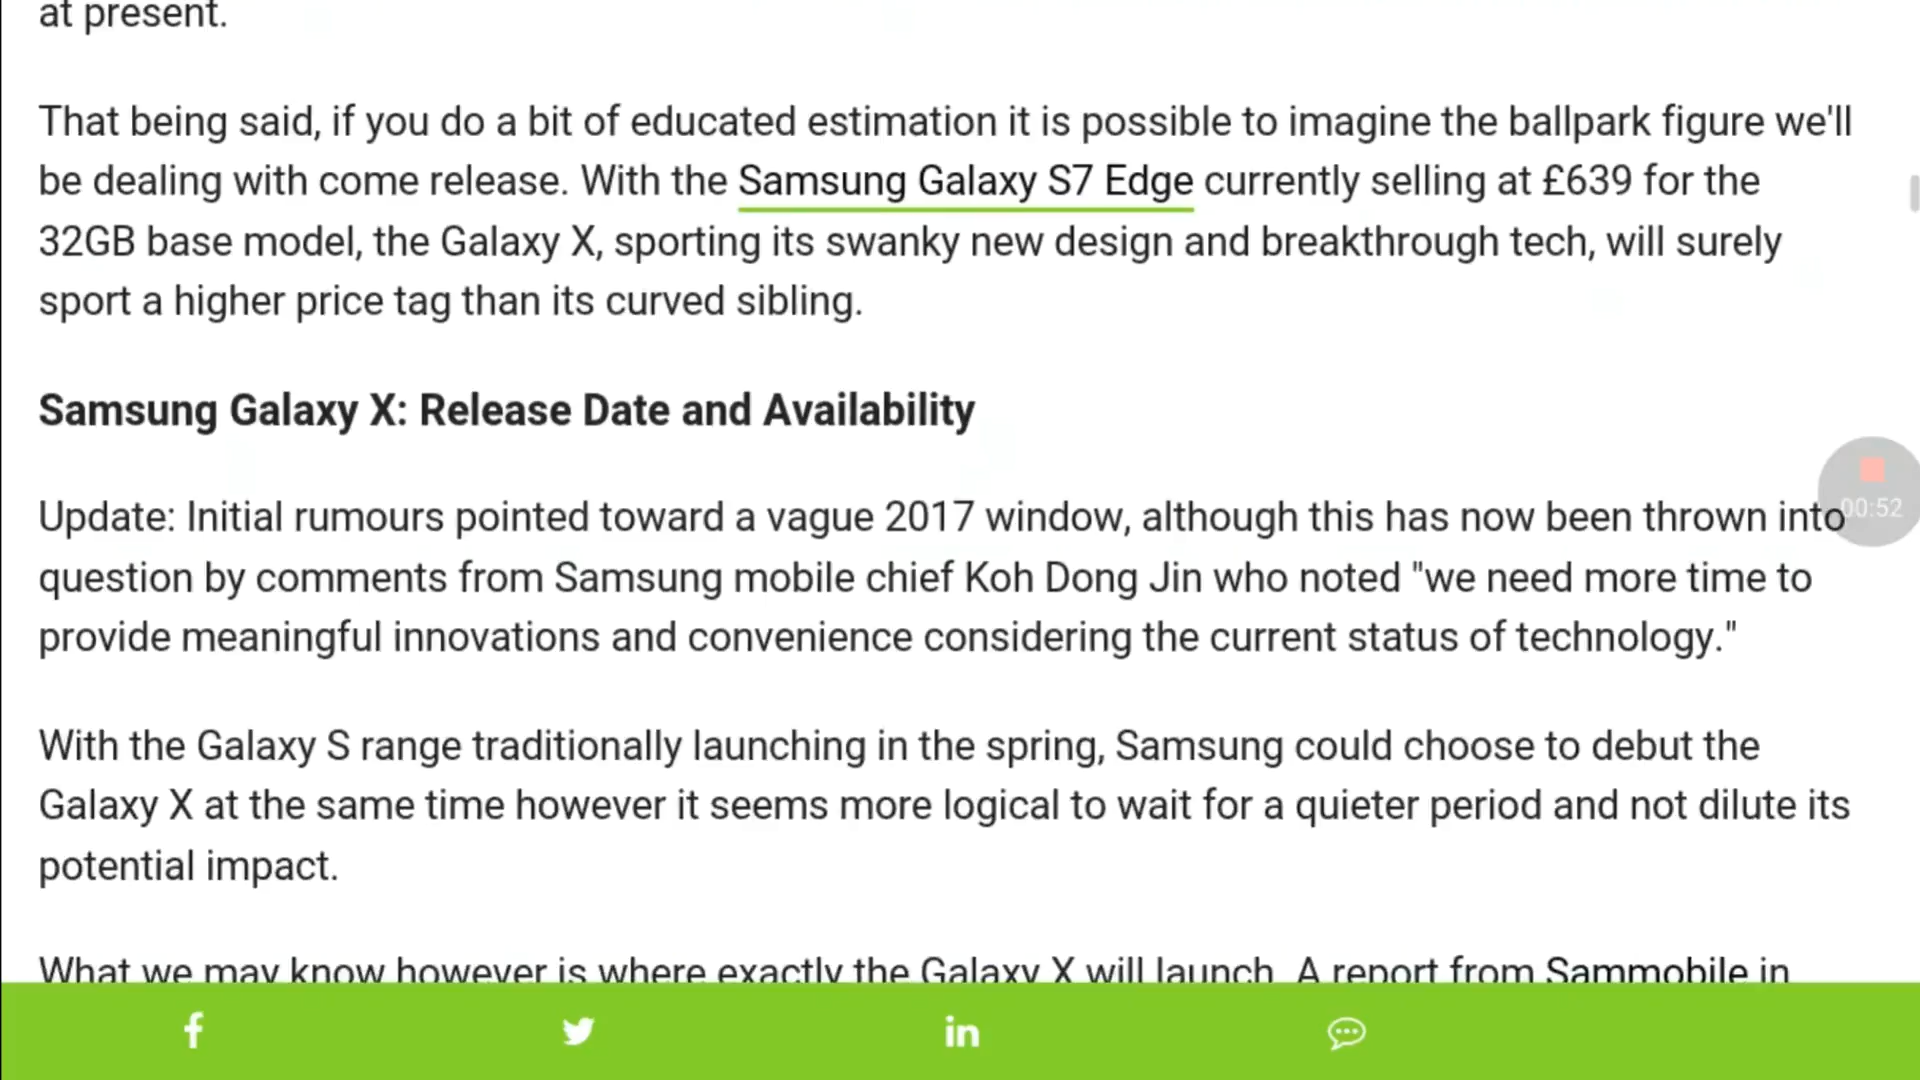 at present.
That being said, if you do a bit of educated estimation it is possible to imagine the ballpark figure we'll
be dealing with come release. With the Samsung Galaxy S7 Edge currently selling at £639 for the
32GB base model, the Galaxy X, sporting its swanky new design and breakthrough tech, will surely
sport a higher price tag than its curved sibling.
Samsung Galaxy X: Release Date and Availability
Update: Initial rumours pointed toward a vague 2017 window, although this has now been thrown into
00:52
question by comments from Samsung mobile chief Koh Dong Jin who noted "we need more time to
provide meaningful innovations and convenience considering the current status of technology."
With the Galaxy S range traditionally launching in the spring, Samsung could choose to debut the
Galaxy X at the same time however it seems more logical to wait for a quieter period and not dilute its
potential impact.
What we may know however is where exactly the Galaxy X will launch. A report from Sammobile in